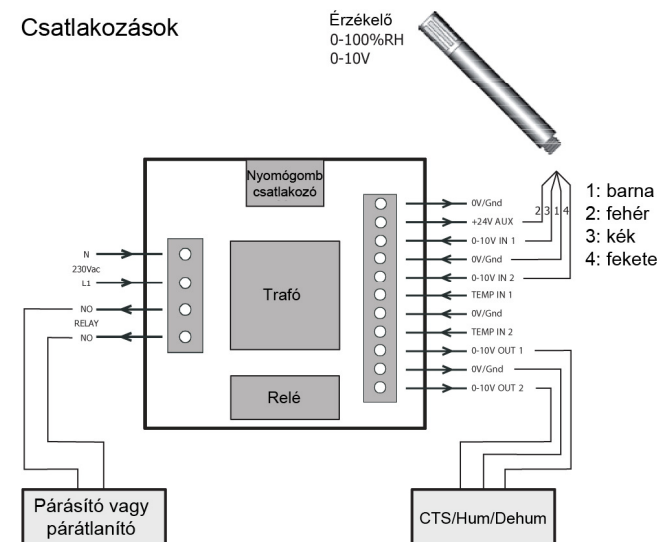 Csatlakozások
Érzékelő
0-100%RH
0-10V
Nyomógomb
csatlakozó
Trafó
Relé
N
230Vac
L1
NO
RELAY
NO
0V/Gnd
+24V AUX
0-10V IN 1
0V/Gnd
0-10V IN 2
TEMP IN 1
0V/Gnd
TEMP IN 2
0-10V OUT 1
0V/Gnd
0-10V OUT 2
2 3 1 4
1: barna
2: fehér
3: kék
4: fekete
Párásító vagy
párátlanító
CTS/Hum/Dehum